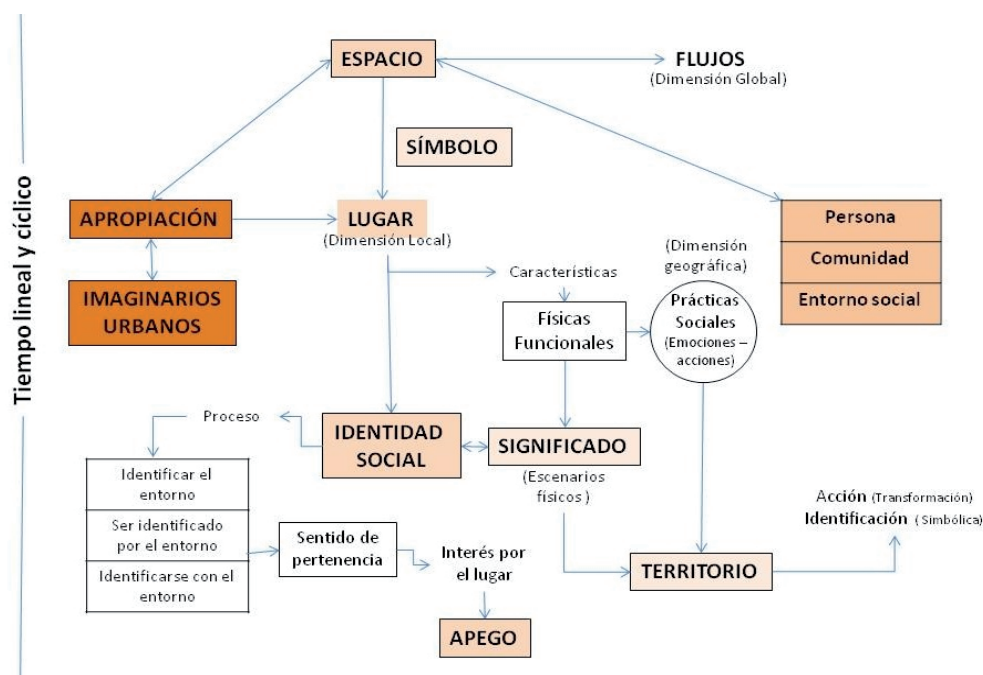 Tiempo lineal y cíclico
ESPACIO
FLUJOS
(Dimensión Global)
SÍMBOLO
APROPIACIÓN
LUGAR
(Dimensión Local)
Persona
Comunidad
Entorno social
IMAGINARIOS
URBANOS
Características
(Dimensión
geográfica)
Físicas
Funcionales
Prácticas
Sociales
(Emociones –
acciones)
Proceso
IDENTIDAD
SOCIAL
SIGNIFICADO
(Escenarios
físicos )
Identificar el
entorno
Ser identificado
por el entorno
Identificarse con el
entorno
Sentido de
pertenencia
Interés por
el lugar
APEGO
TERRITORIO
Acción (Transformación)
Identificación ( Simbólica)